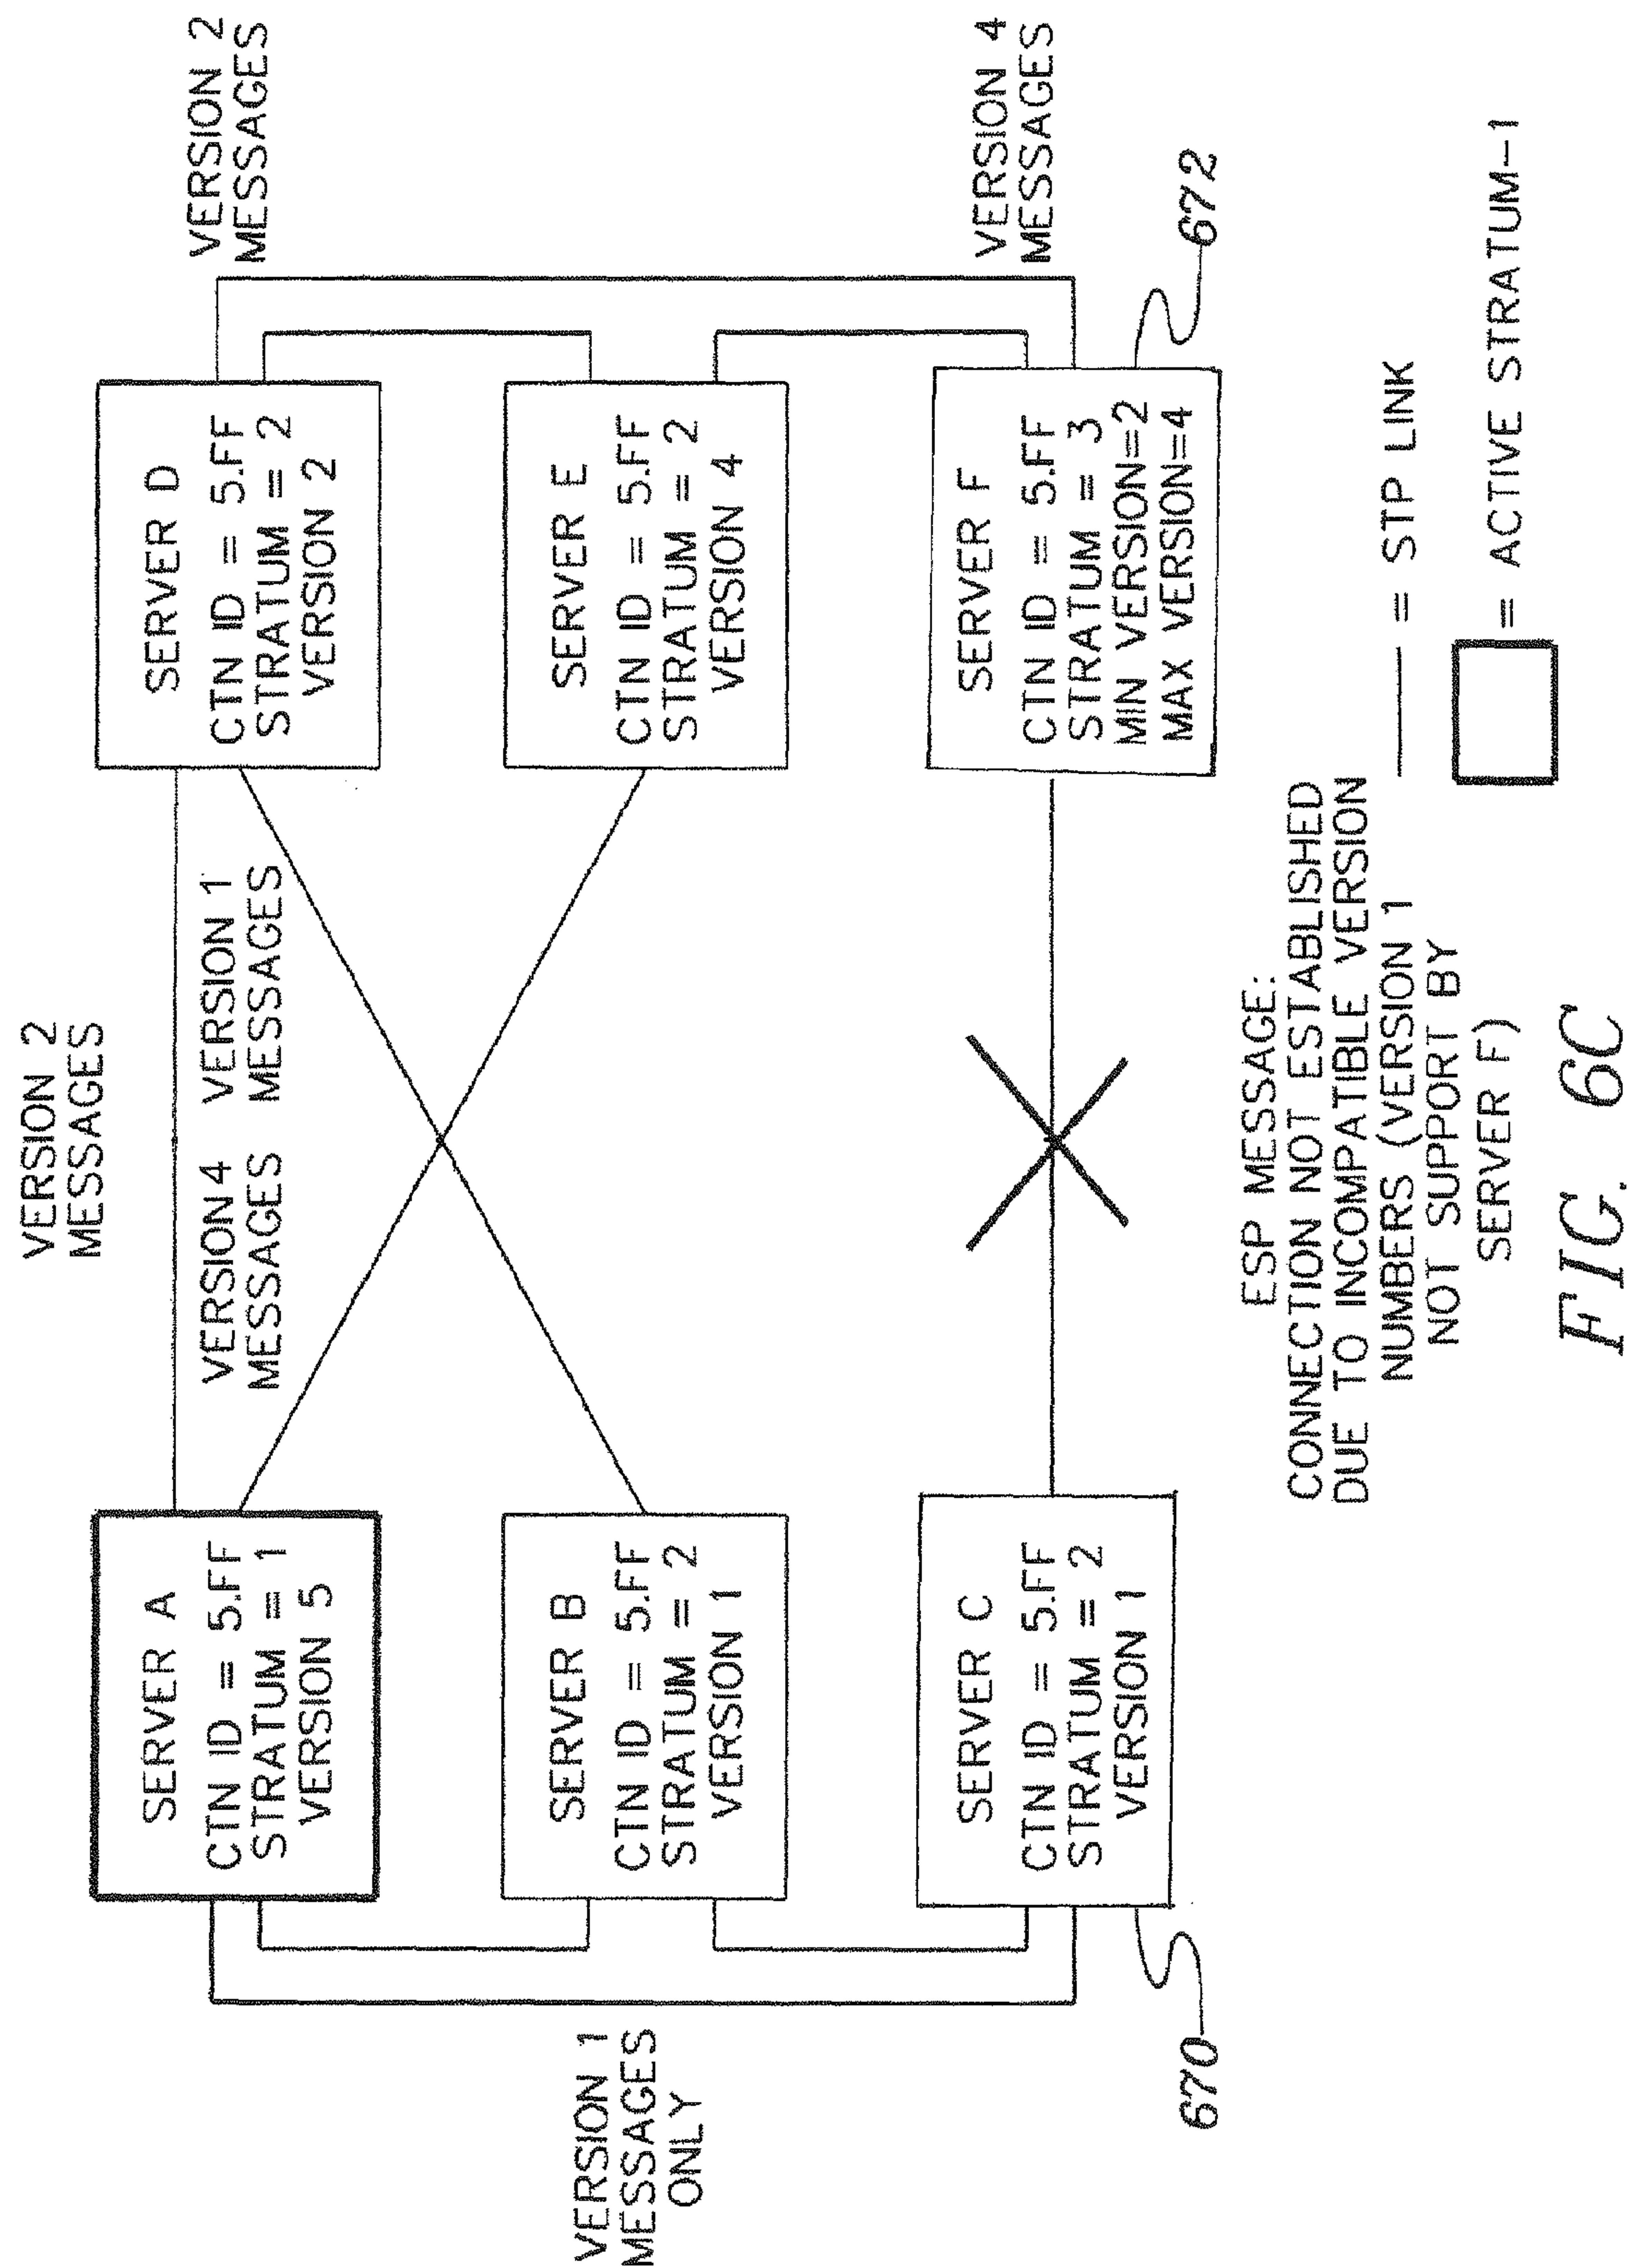 VERSION 2
MESSAGES
SERVER A
CTN ID = 5.FF
STRATUM = 1
VERSION 5
VERSION 4
MESSAGES
VERSION 1
MESSAGES
SERVER D
CTN ID = 5.FF
STRATUM = 2
VERSION 2
VERSION 2
MESSAGES
VERSION 1
MESSAGES
ONLY
SERVER B
CTN ID = 5.FF
STRATUM = 2
VERSION 1
SERVER E
CTN ID = 5.FF
STRATUM = 2
VERSION 4
SERVER C
CTN ID = 5.FF
STRATUM = 2
VERSION 1
SERVER F
CTN ID = 5.FF
STRATUM = 3
MIN VERSION=2
MAX VERSION=4
VERSION 4
MESSAGES
670
672
ESP MESSAGE:
CONNECTION NOT ESTABLISHED
DUE TO INCOMPATIBLE VERSION
NUMBERS (VERSION 1
NOT SUPPORT BY
SERVER F)
= STP LINK
= ACTIVE STRATUM-1
FIG. 6C